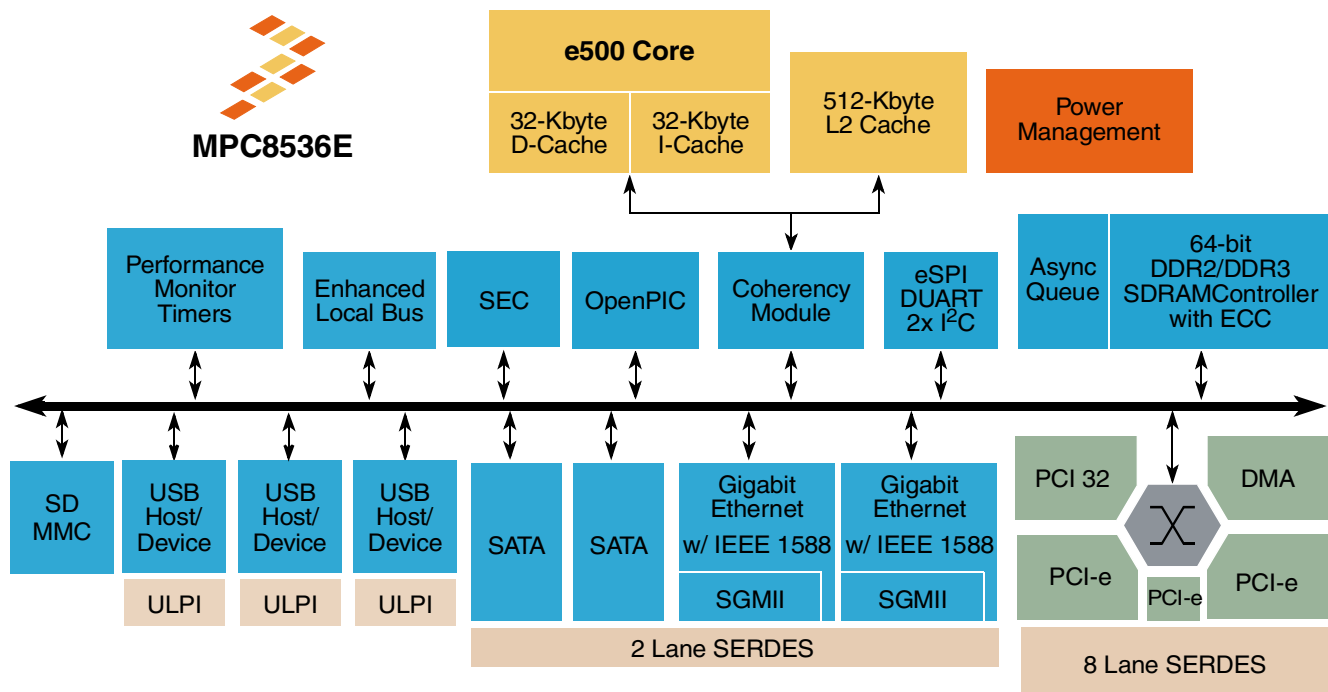 MPC8536E
e500 Core
32-Kbyte
D-Cache
32-Kbyte
I-Cache
512-Kbyte
L2 Cache
Power
Management
Performance
Monitor
Timers
Enhanced
Local Bus
SEC
OpenPIC
Coherency
Module
eSPI
DUART
2x I²C
Async
Queue
64-bit
DDR2/DDR3
SDRAMController
with ECC
SD
MMC
USB
Host/
Device
ULPI
USB
Host/
Device
ULPI
USB
Host/
Device
ULPI
SATA
SATA
Gigabit
Ethernet
w/ IEEE 1588
SGMII
Gigabit
Ethernet
w/ IEEE 1588
SGMII
2 Lane SERDES
PCI 32
DMA
PCI-e
PCI-e
PCI-e
8 Lane SERDES